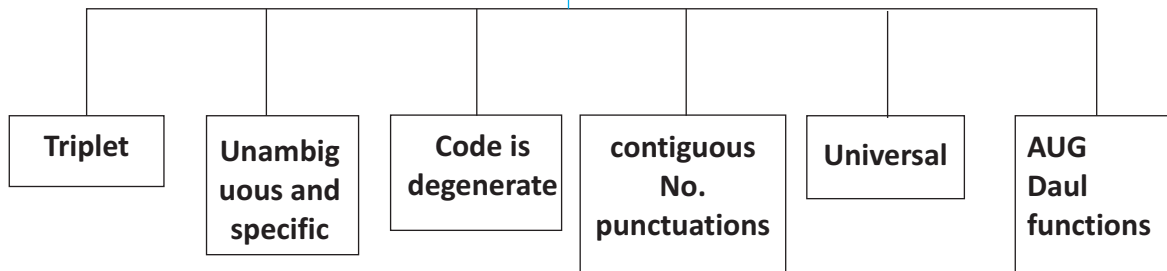 Triplet
Unambig
uous and
specific
Code is
degenerate
contiguous
No.
punctuations
Universal
AUG
Daul
functions